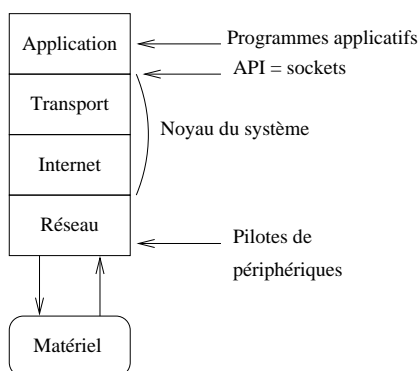 Application
Programmes applicatifs
API = sockets
Transport
Noyau du système
Internet
Réseau
Pilotes de
périphériques
Matériel